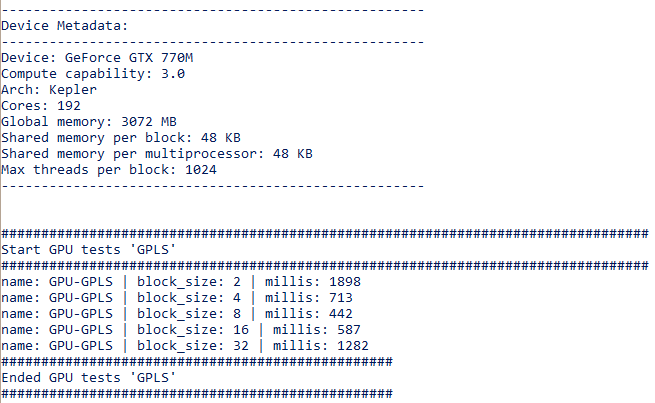 -----------------------------------------------------
Device Metadata:
-----------------------------------------------------
Device: GeForce GTX 770M
Compute capability: 3.0
Arch: Kepler
Cores: 192
Global memory: 3072 MB
Shared memory per block: 48 KB
Shared memory per multiprocessor: 48 KB
Max threads per block: 1024
-----------------------------------------------------
#################################################################################
Start GPU tests 'GPLS'
#################################################################################
name: GPU-GPLS | block_size: 2 | millis: 1898
name: GPU-GPLS | block_size: 4 | millis: 713
name: GPU-GPLS | block_size: 8 | millis: 442
name: GPU-GPLS | block_size: 16 | millis: 587
name: GPU-GPLS | block_size: 32 | millis: 1282
#################################################
Ended GPU tests 'GPLS'
#################################################